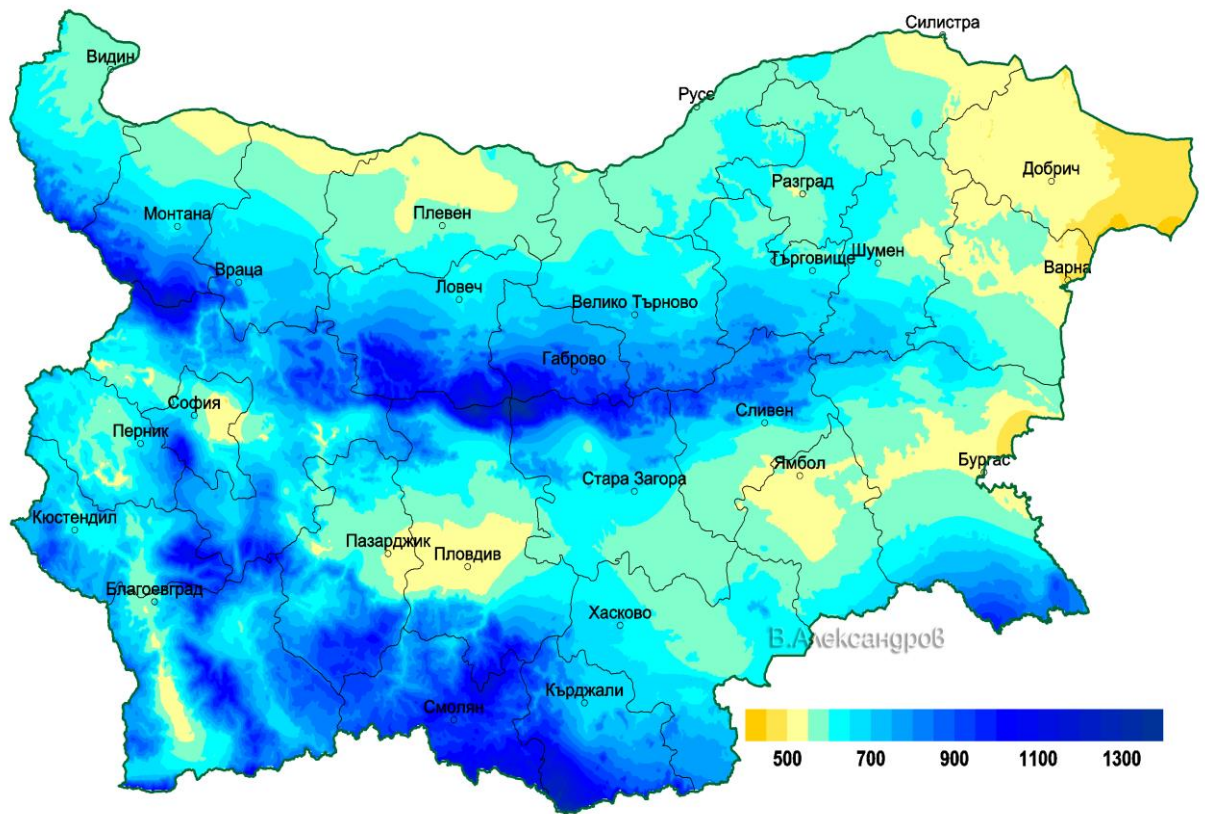 Силистра
Видин
Русе
Добрич
Разград
Монтана
Плевен
Шумен
Търговище
Варна
Враца
Ловеч
Велико Търново
Габрово
София
Сливен
Перник
Ямбол
Бургас
Стара Загора
Кюстендил
Пазарджик
Пловдив
Благоевград
Хасково
В.Александров
Кърджали
Смолян
500 700 900 1100 1300